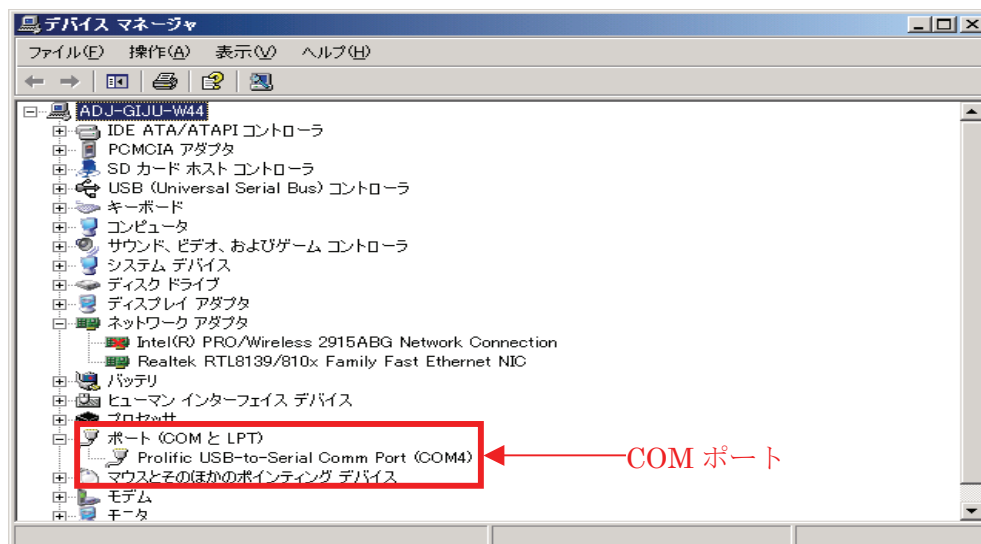 デバイス マネージャ
ファイル(F) 操作(A) 表示(V) ヘルプ(H)
ADJ-GIJU-W44
IDE ATA/ATAPI コントローラ
PCMCIA アダプタ
SD カード ホスト コントローラ
USB (Universal Serial Bus) コントローラ
キーボード
コンピュータ
サウンド、ビデオ、およびゲーム コントローラ
システム デバイス
ディスク ドライブ
ディスプレイ アダプタ
ネットワーク アダプタ
Intel(R) PRO/Wireless 2915ABG Network Connection
Realtek RTL8139/810x Family Fast Ethernet NIC
バッテリ
ヒューマン インターフェイス デバイス
プロセッサ
ポート (COM と LPT)
Prolific USB-to-Serial Comm Port (COM4)
COM ポート
マウスとそのほかのポインティング デバイス
モデム
モニタ